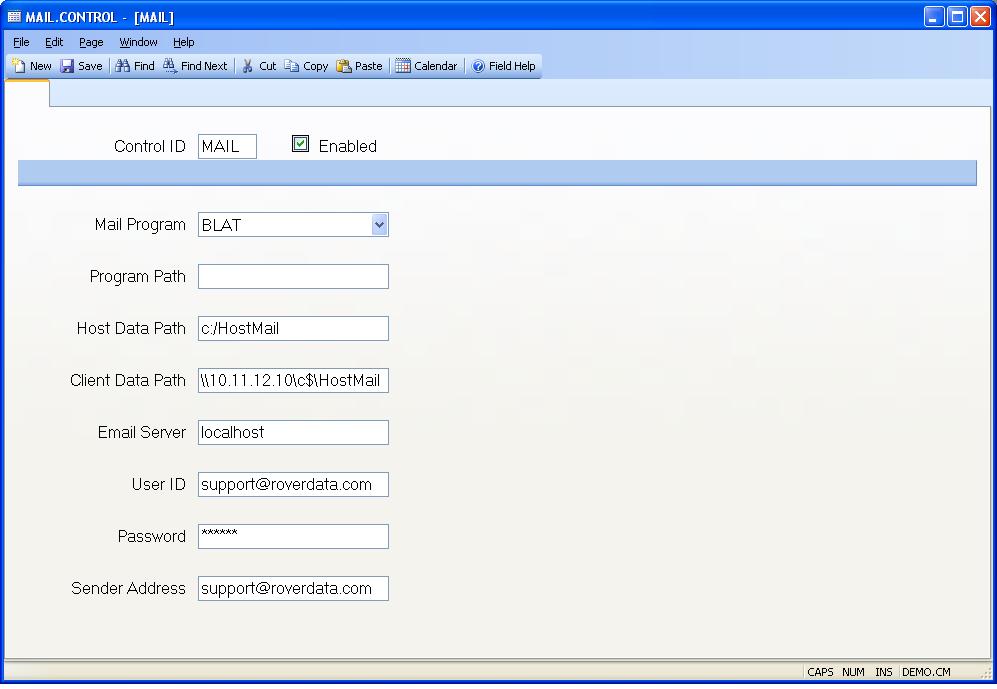 MAIL.CONTROL - [MAIL]
File Edit Page Window Help
New Save Find Find Next Cut Copy Paste Calendar Field Help
Control ID MAIL Enabled
Mail Program BLAT
Program Path
Host Data Path c:/HostMail
Client Data Path \\10.11.12.10\c$\HostMail
Email Server localhost
User ID support@roverdata.com
Password ******
Sender Address support@roverdata.com
CAPS NUM INS DEMO.CM